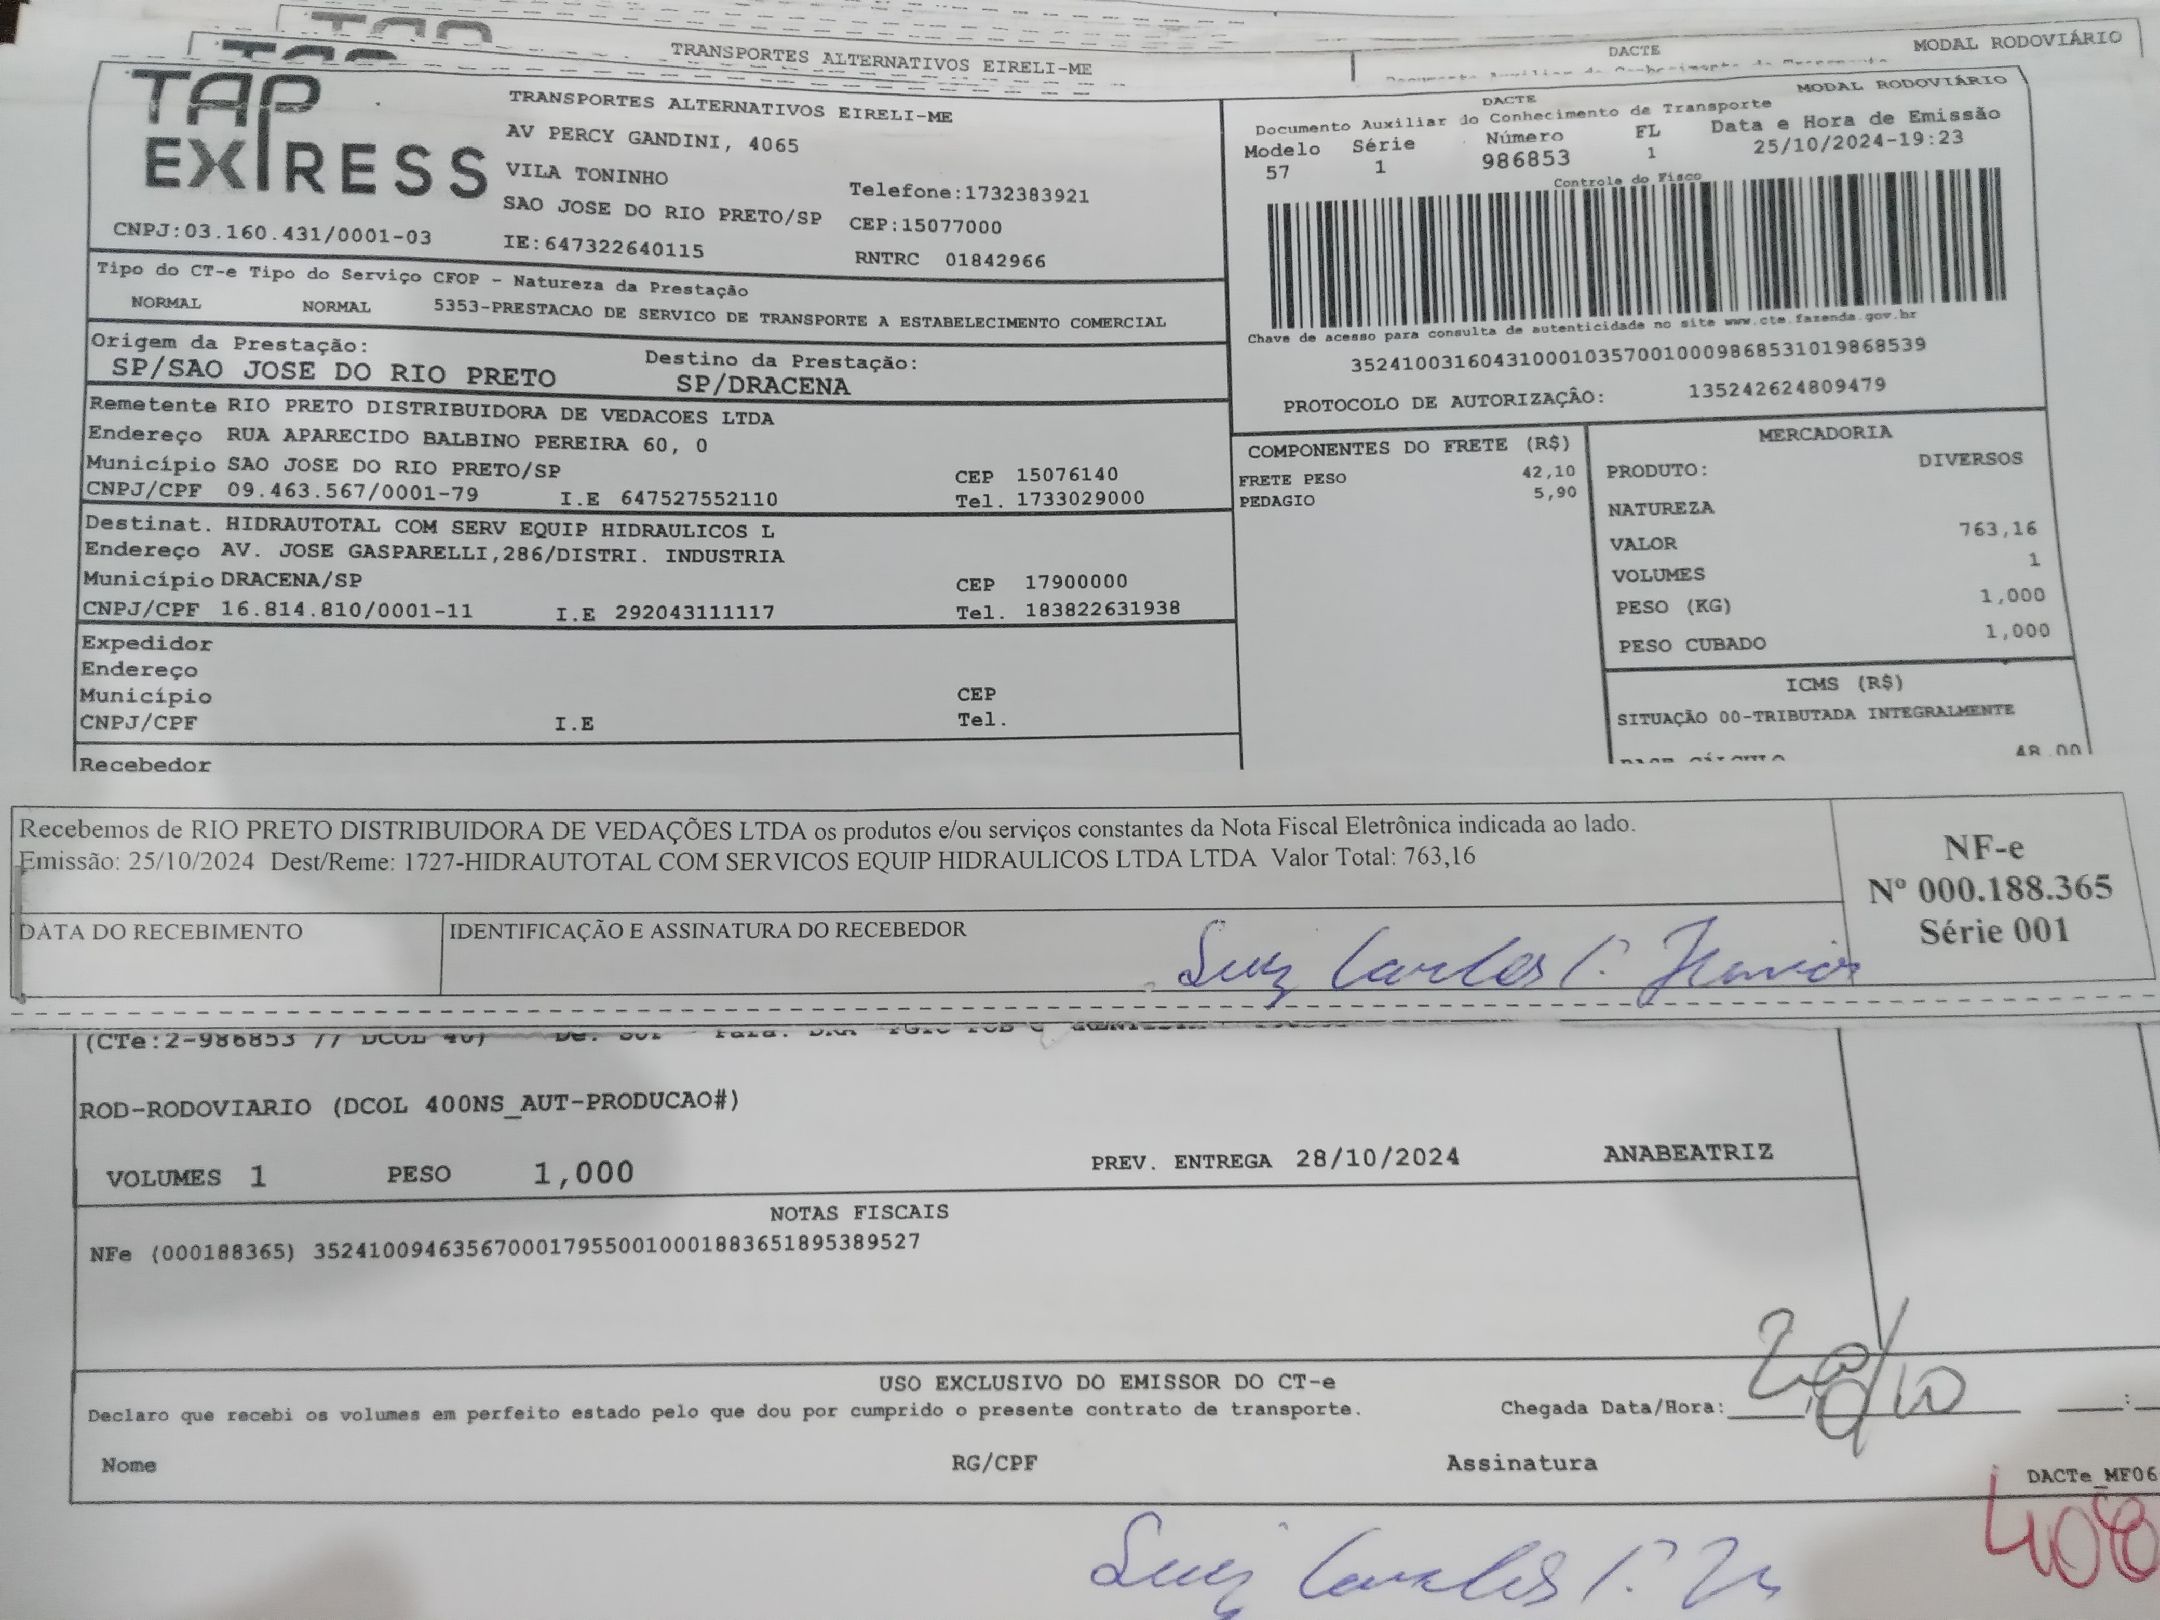 TRANSPORTES ALTERNATIVOS EIRELI-ME
DACTE
MODAL RODOVIÁRIO
TAP EXPRESS
CNPJ:03.160.431/0001-03
TRANSPORTES ALTERNATIVOS EIRELI-ME
AV PERCY GANDINI, 4065
VILA TONINHO
Telefone:1732383921
SAO JOSE DO RIO PRETO/SP CEP:15077000
IE:647322640115
RNTRC 01842966
DACTE
MODAL RODOVIÁRIO
Documento Auxiliar do Conhecimento de Transporte
Modelo Série Número FL Data e Hora de Emissão
57 1 986853 1 25/10/2024-19:23
Controle do Fisco
Chave de acesso para consulta de autenticidade no site www.cte.fazenda.gov.br
35241003160431000103570010009868531019868539
PROTOCOLO DE AUTORIZAÇÃO: 135242624809479
Tipo do CT-e Tipo do Serviço CFOP - Natureza da Prestação
NORMAL NORMAL 5353-PRESTACAO DE SERVICO DE TRANSPORTE A ESTABELECIMENTO COMERCIAL
Origem da Prestação: Destino da Prestação:
SP/SAO JOSE DO RIO PRETO SP/DRACENA
Remetente RIO PRETO DISTRIBUIDORA DE VEDACOES LTDA
Endereço RUA APARECIDO BALBINO PEREIRA 60, 0
Município SAO JOSE DO RIO PRETO/SP CEP 15076140
CNPJ/CPF 09.463.567/0001-79 I.E 647527552110 Tel. 1733029000
Destinat. HIDRAUTOTAL COM SERV EQUIP HIDRAULICOS L
Endereço AV. JOSE GASPARELLI,286/DISTRI. INDUSTRIA
Município DRACENA/SP CEP 17900000
CNPJ/CPF 16.814.810/0001-11 I.E 292043111117 Tel. 183822631938
Expedidor
Endereço
Município CEP
CNPJ/CPF I.E Tel.
Recebedor
COMPONENTES DO FRETE (R$)
FRETE PESO 42,10
PEDAGIO 5,90
MERCADORIA
PRODUTO: DIVERSOS
NATUREZA
VALOR 763,16
VOLUMES 1
PESO (KG) 1,000
PESO CUBADO 1,000
ICMS (R$)
SITUAÇÃO 00-TRIBUTADA INTEGRALMENTE
BASE CÁLCULO 48,00
Recebemos de RIO PRETO DISTRIBUIDORA DE VEDAÇÕES LTDA os produtos e/ou serviços constantes da Nota Fiscal Eletrônica indicada ao lado.
Emissão: 25/10/2024 Dest/Reme: 1727-HIDRAUTOTAL COM SERVICOS EQUIP HIDRAULICOS LTDA LTDA Valor Total: 763,16
NF-e
Nº 000.188.365
Série 001
DATA DO RECEBIMENTO
IDENTIFICAÇÃO E ASSINATURA DO RECEBEDOR
Luiz Carlos
(CTe:2-986853 // DCOL 40)
ROD-RODOVIARIO (DCOL 400NS_AUT-PRODUCAO#)
VOLUMES 1 PESO 1,000 PREV. ENTREGA 28/10/2024 ANABEATRIZ
NOTAS FISCAIS
NFe (000188365) 35241009463567000179550010001883651895389527
USO EXCLUSIVO DO EMISSOR DO CT-e
Declaro que recebi os volumes em perfeito estado pelo que dou por cumprido o presente contrato de transporte. Chegada Data/Hora:
Nome RG/CPF Assinatura
DACTe_MF06
Luiz Carlos
408